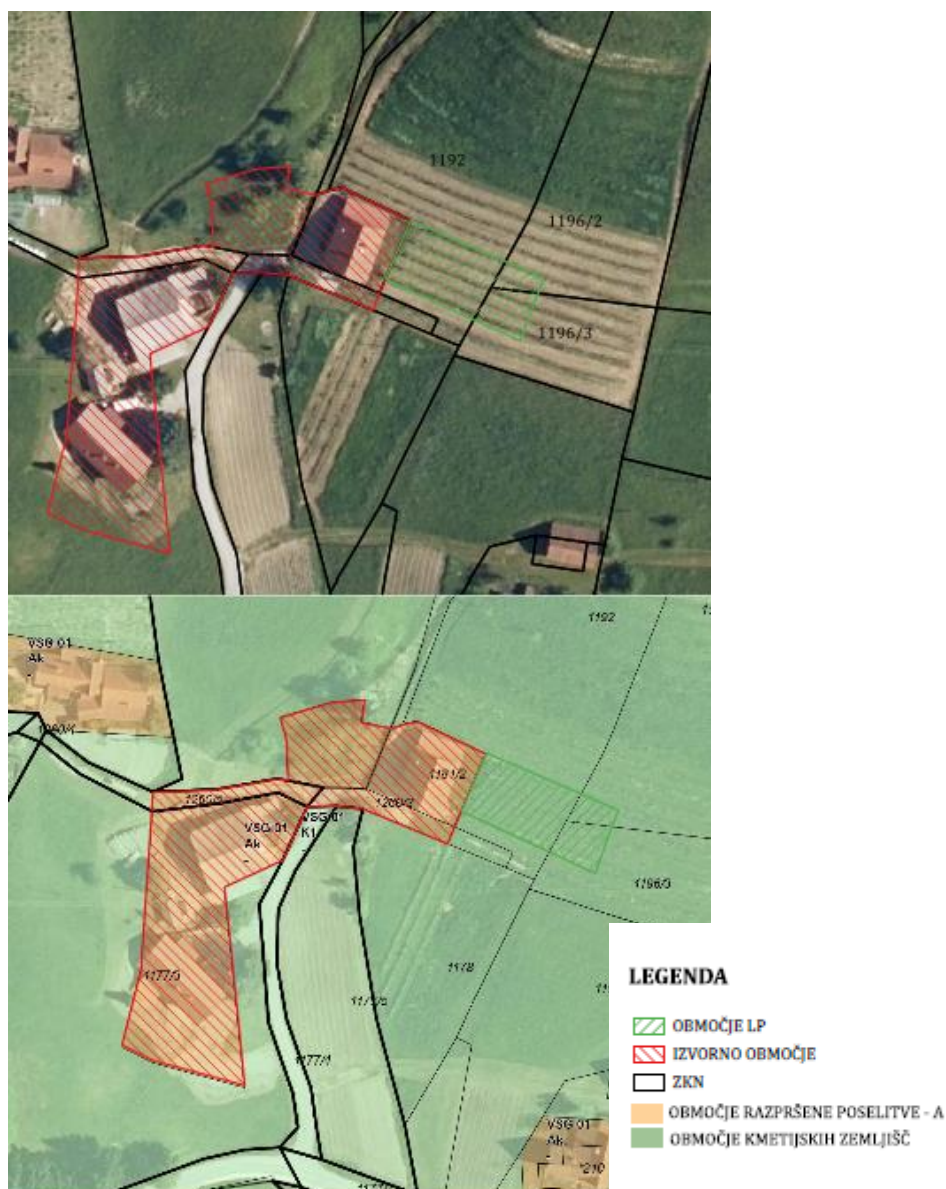 1192
1196/2
1196/3
VSG 01
Ak
-
1192
1181/2
VSG 01
Ak
-
VSG 01
K1
1196/3
1177/3
1178
1177/4
VSG 01
Ak
-
*210
LEGENDA
OBMOČJE LP
IZVORNO OBMOČJE
ZKN
OBMOČJE RAZPRŠENE POSELITVE - A
OBMOČJE KMETIJSKIH ZEMLJIŠČ